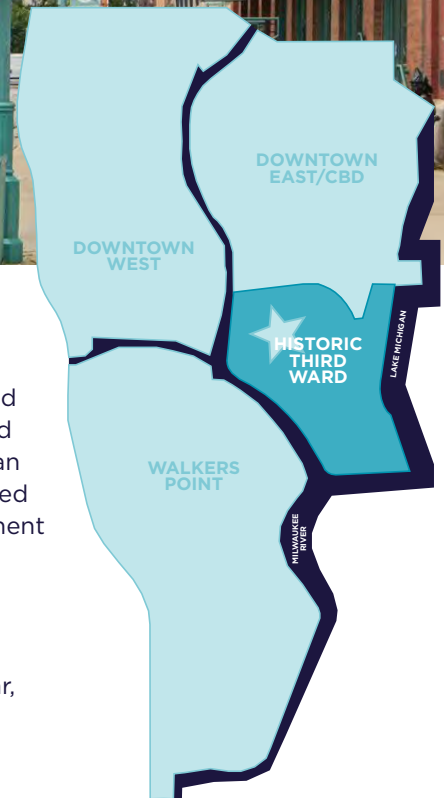 DOWNTOWN
EAST/CBD
DOWNTOWN
WEST
HISTORIC
THIRD
WARD
LAKE MICHIGAN
WALKERS
POINT
MILWAUKEE
RIVER